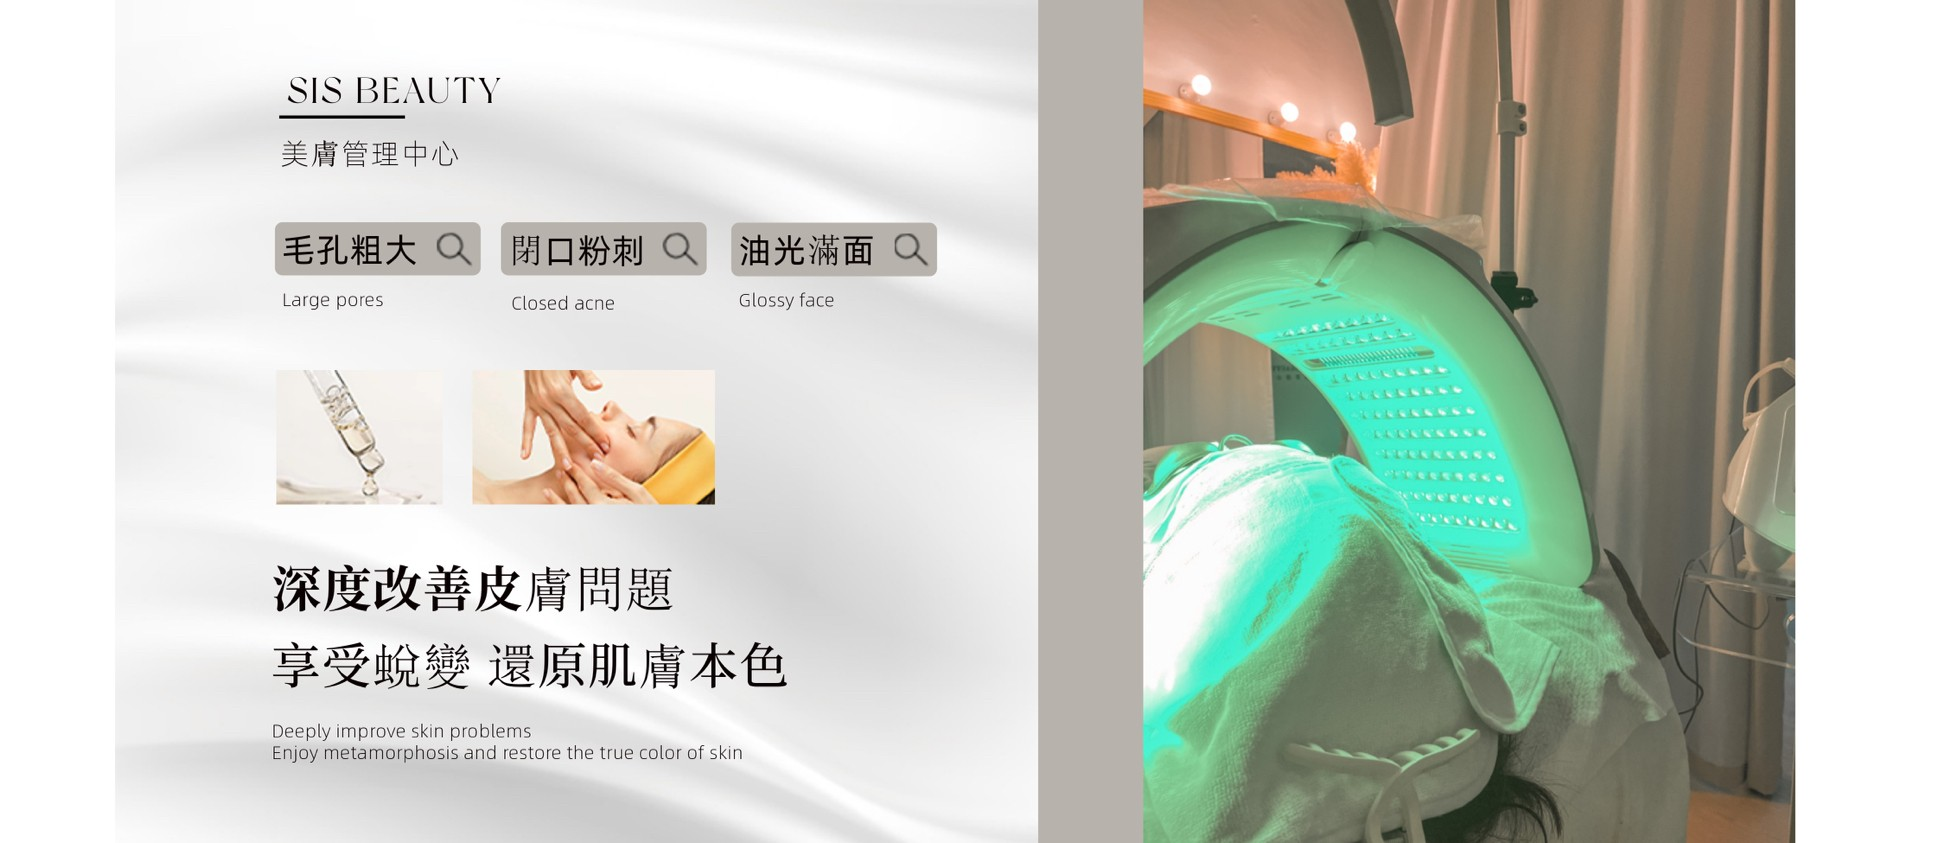 SIS BEAUTY
美膚管理中心
毛孔粗大
閉口粉刺
油光滿面
Large pores
Closed acne
Glossy face
深度改善皮膚問題
享受蛻變 還原肌膚本色
Deeply improve skin problems
Enjoy metamorphosis and restore the true color of skin